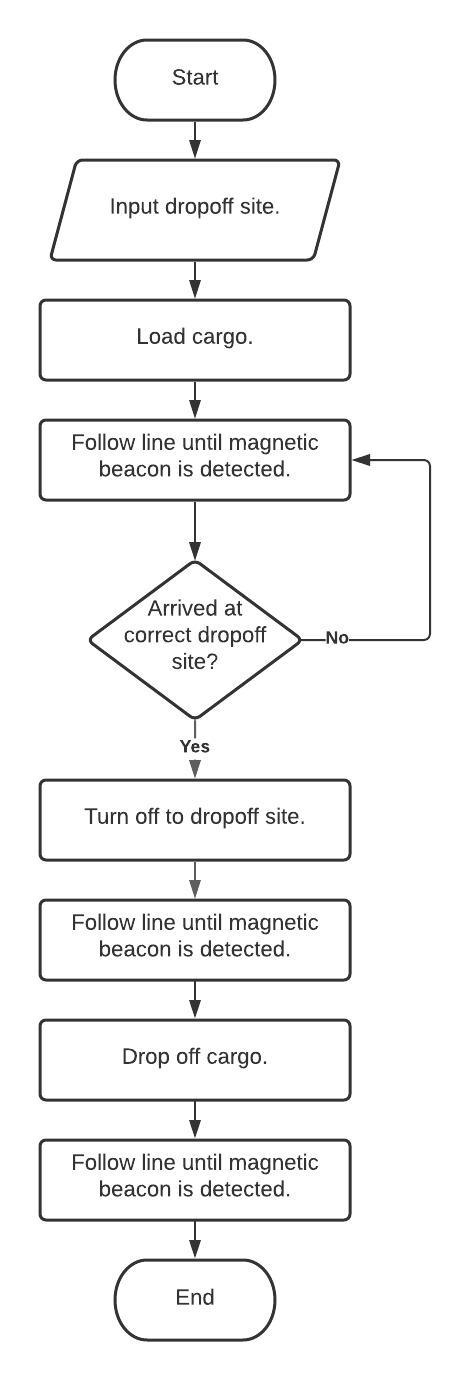 Start
Input dropoff site.
Load cargo.
Follow line until magnetic
beacon is detected.
Arrived at
correct dropoff
site?
No
Yes
Turn off to dropoff site.
Follow line until magnetic
beacon is detected.
Drop off cargo.
Follow line until magnetic
beacon is detected.
End